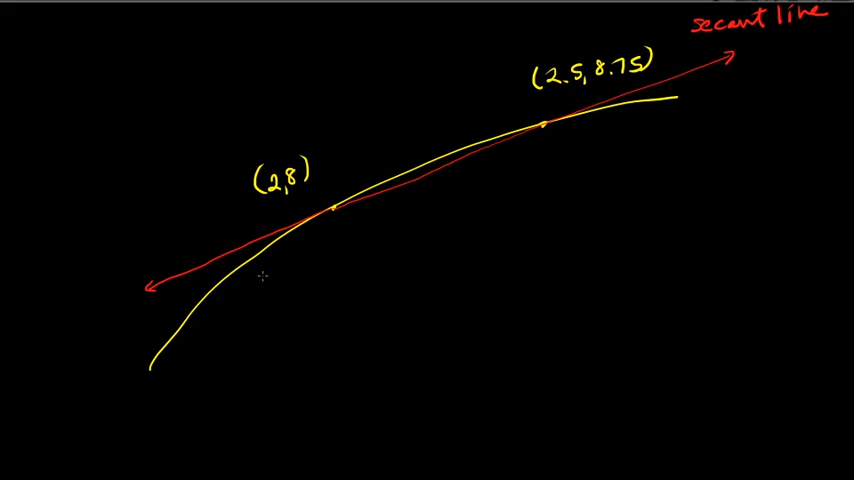 secant line
(2.5, 8.75)
(2,8)